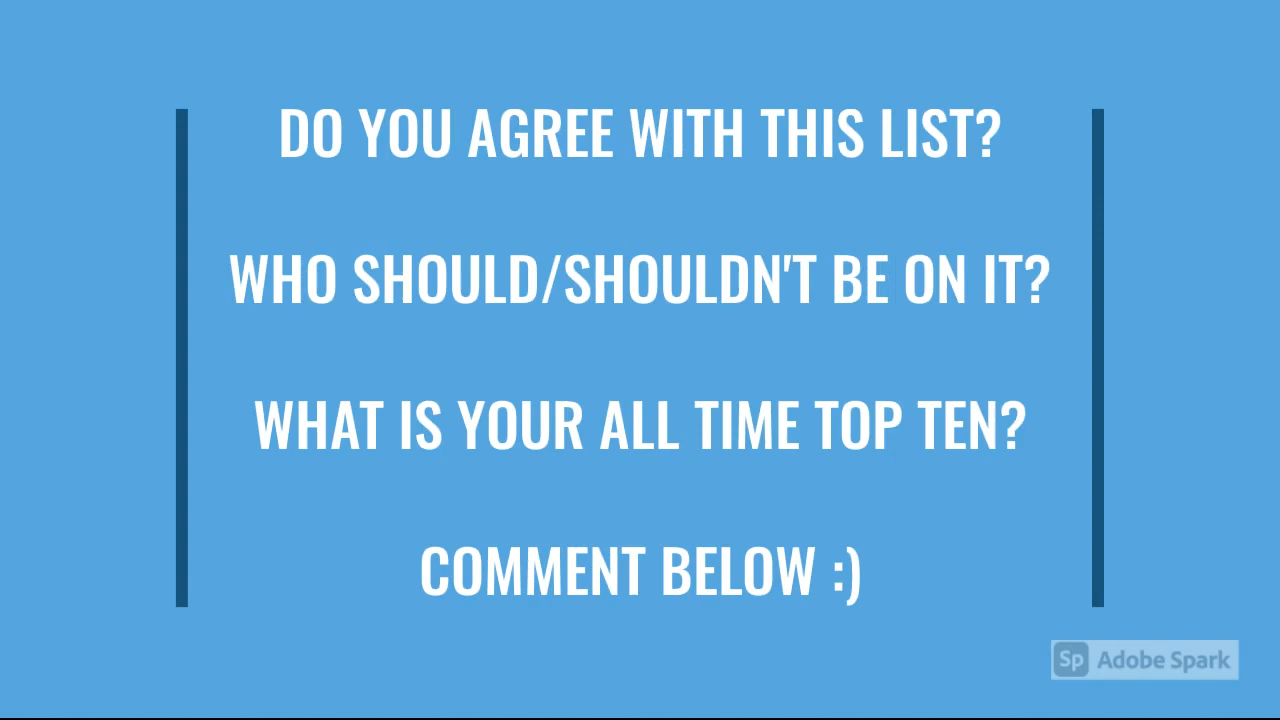 DO YOU AGREE WITH THIS LIST?
WHO SHOULD/SHOULDN'T BE ON IT?
WHAT IS YOUR ALL TIME TOP TEN?
COMMENT BELOW :)
Sp Adobe Spark